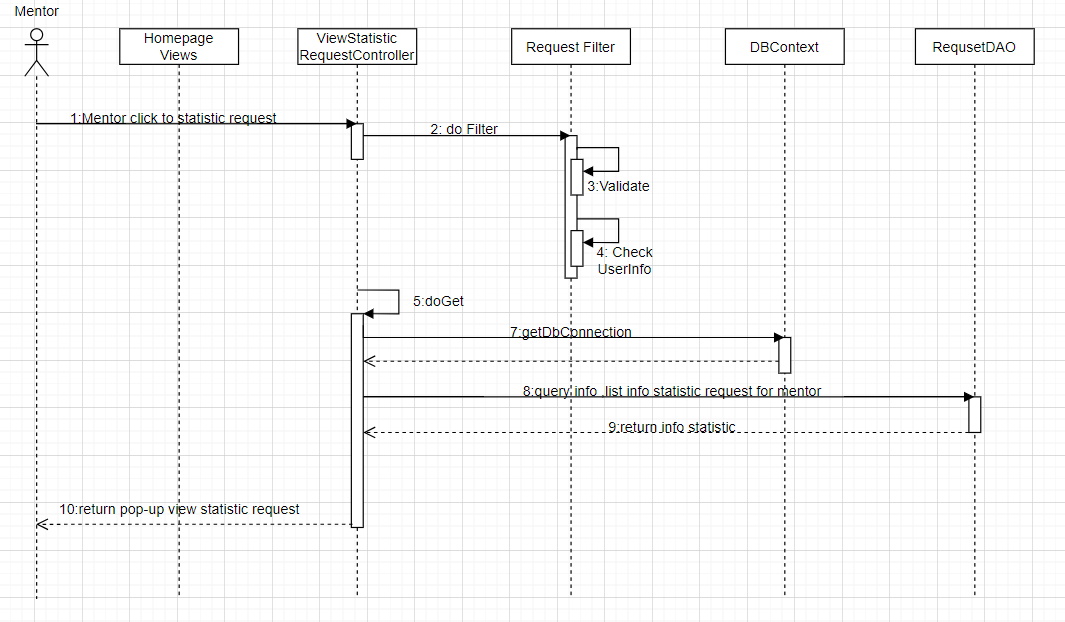 Mentor
Homepage
Views
ViewStatistic
RequestController
Request Filter
DBContext
RequsetDAO
1:Mentor click to statistic request
2: do Filter
3:Validate
4: Check
UserInfo
5:doGet
7:getDbConnection
8:query info ,list info statistic request for mentor
9:return info statistic
10:return pop-up view statistic request